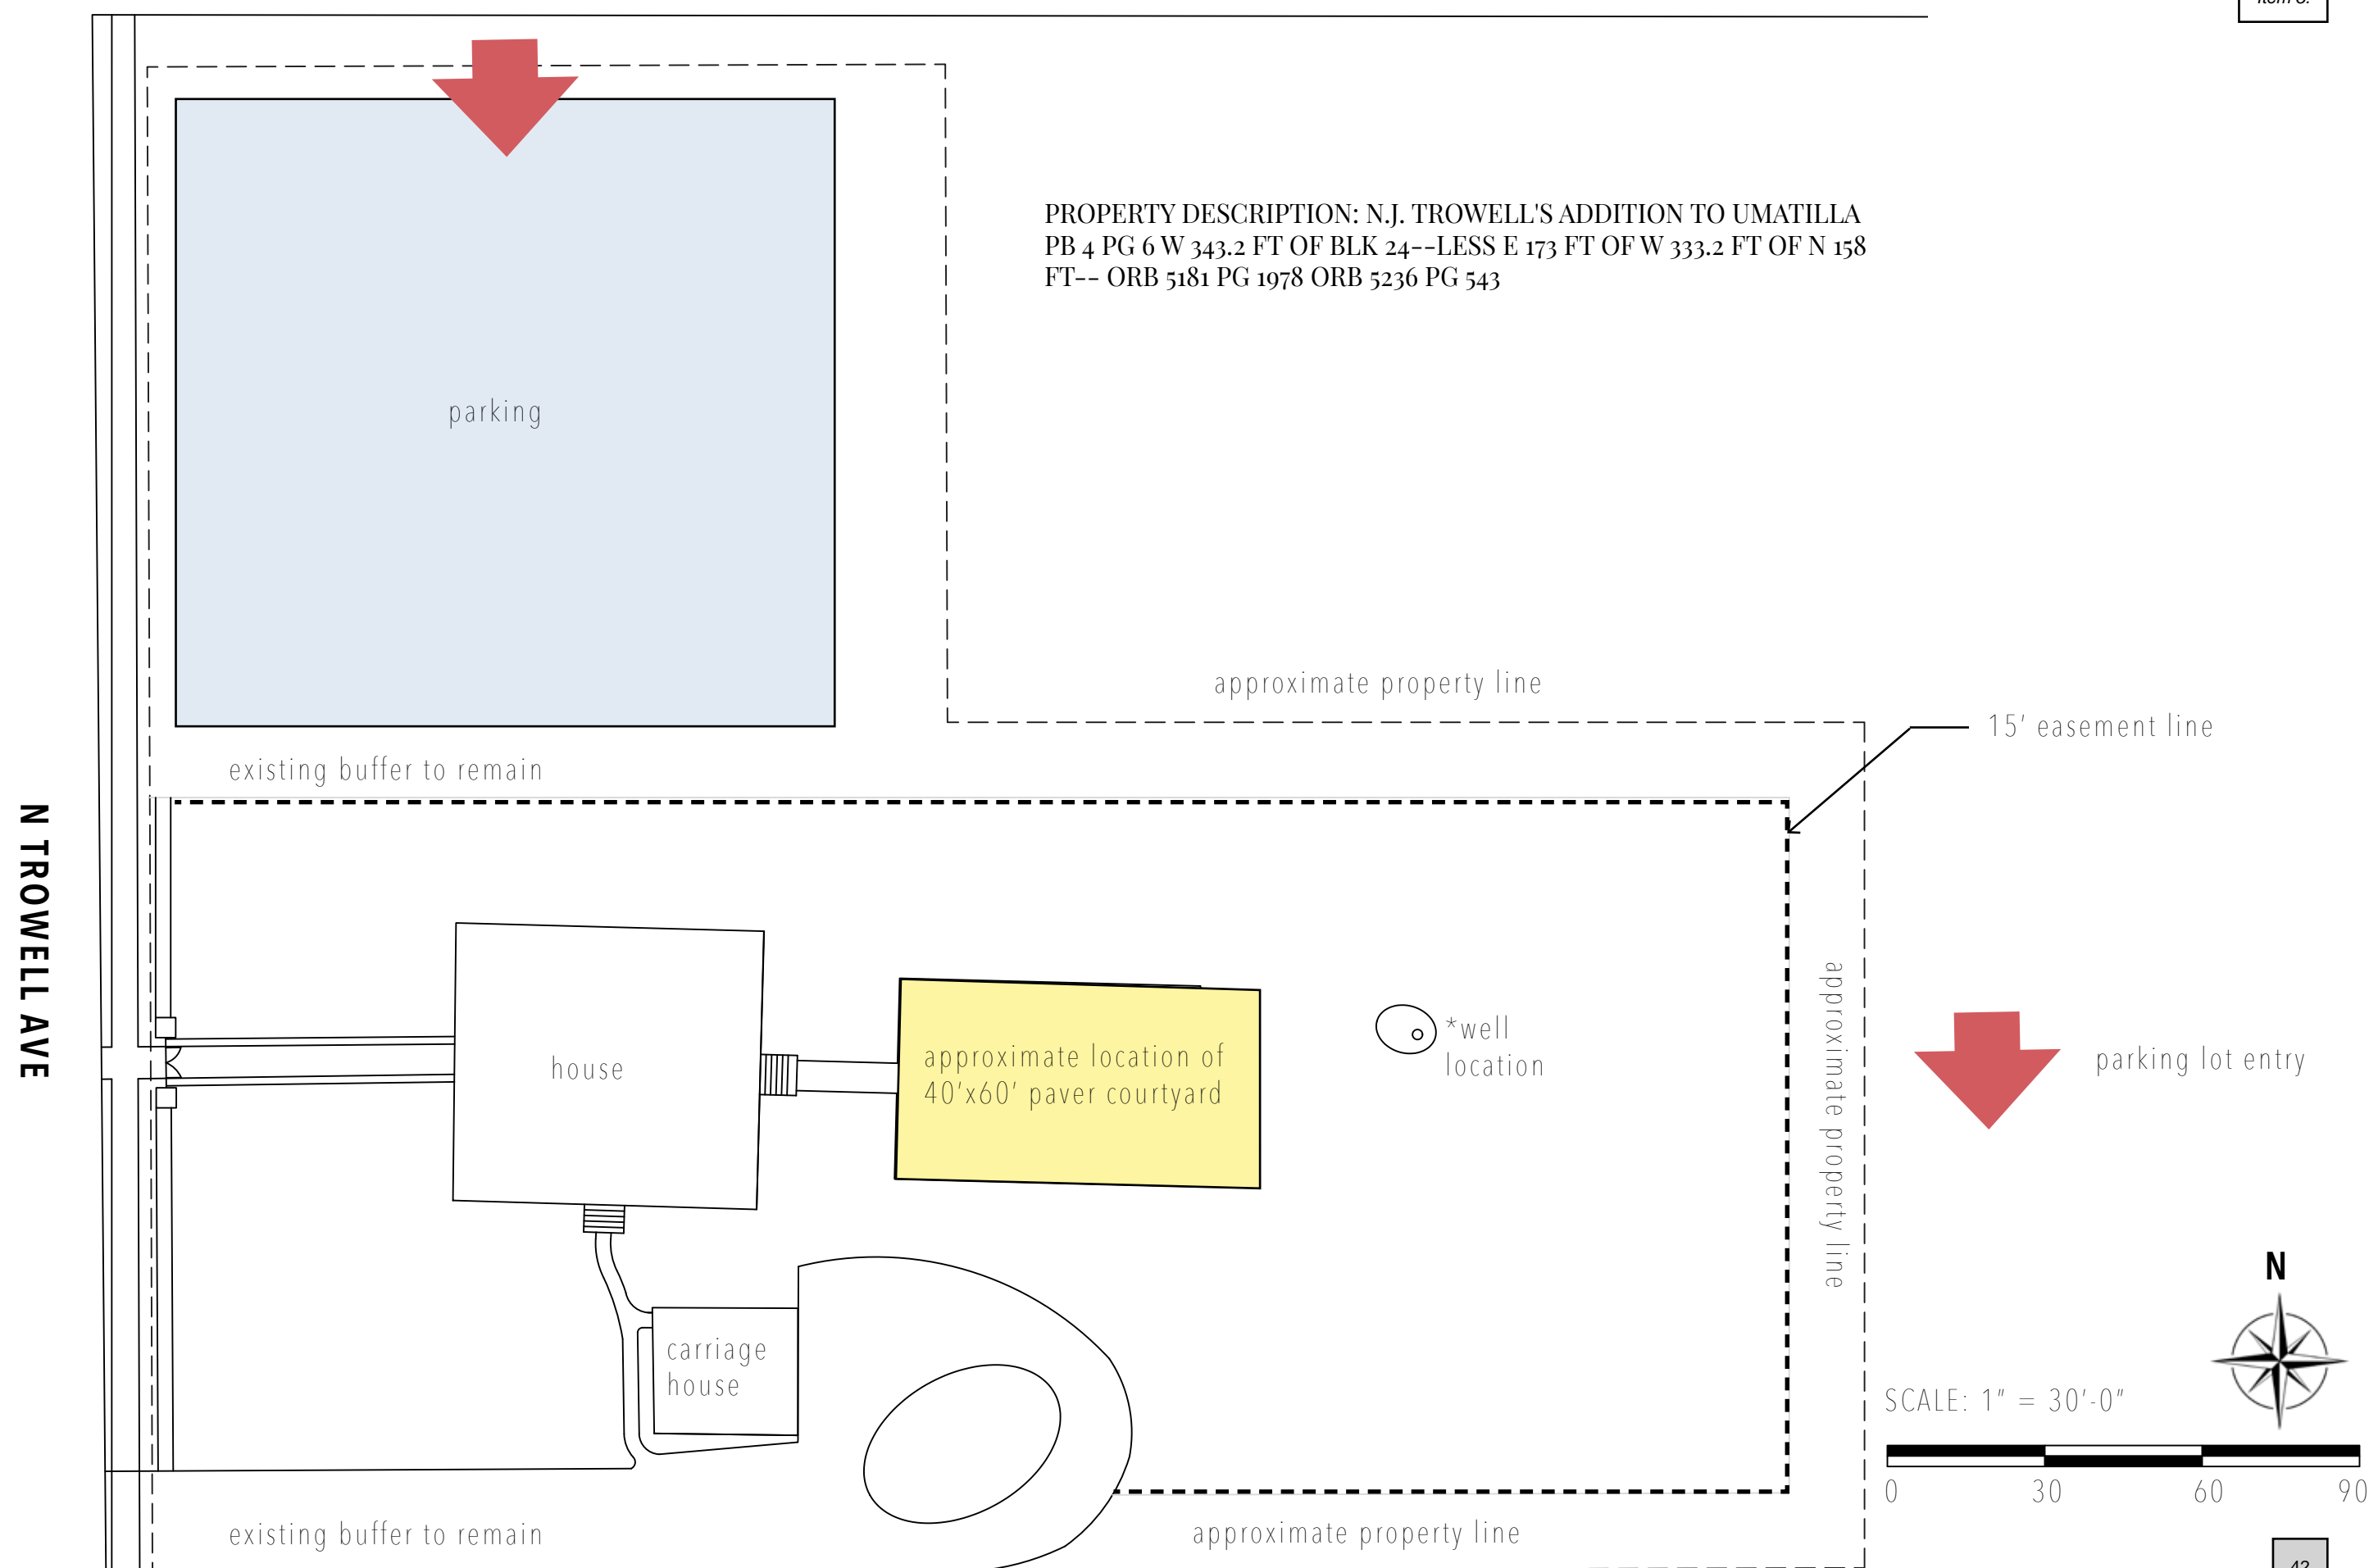 Item 3.
PROPERTY DESCRIPTION: N.J. TROWELL'S ADDITION TO UMATILLA
PB 4 PG 6 W 343.2 FT OF BLK 24--LESS E 173 FT OF W 333.2 FT OF N 158
FT-- ORB 5181 PG 1978 ORB 5236 PG 543
parking
approximate property line
15' easement line
existing buffer to remain
N TROWELL AVE
house
approximate location of
40'x60' paver courtyard
*well
location
approximate property line
parking lot entry
N
carriage
house
SCALE: 1" = 30'-0"
0 30 60 90
existing buffer to remain
approximate property line
42